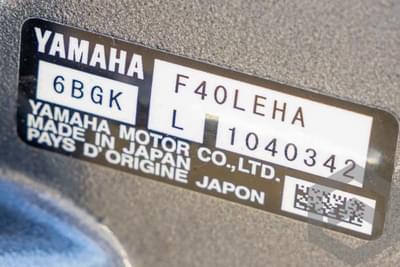 YAMAHA
6BGK F40LEHA
L 1040342
YAMAHA MOTOR CO.,LTD.
MADE IN JAPAN
PAYS D'ORIGINE JAPON